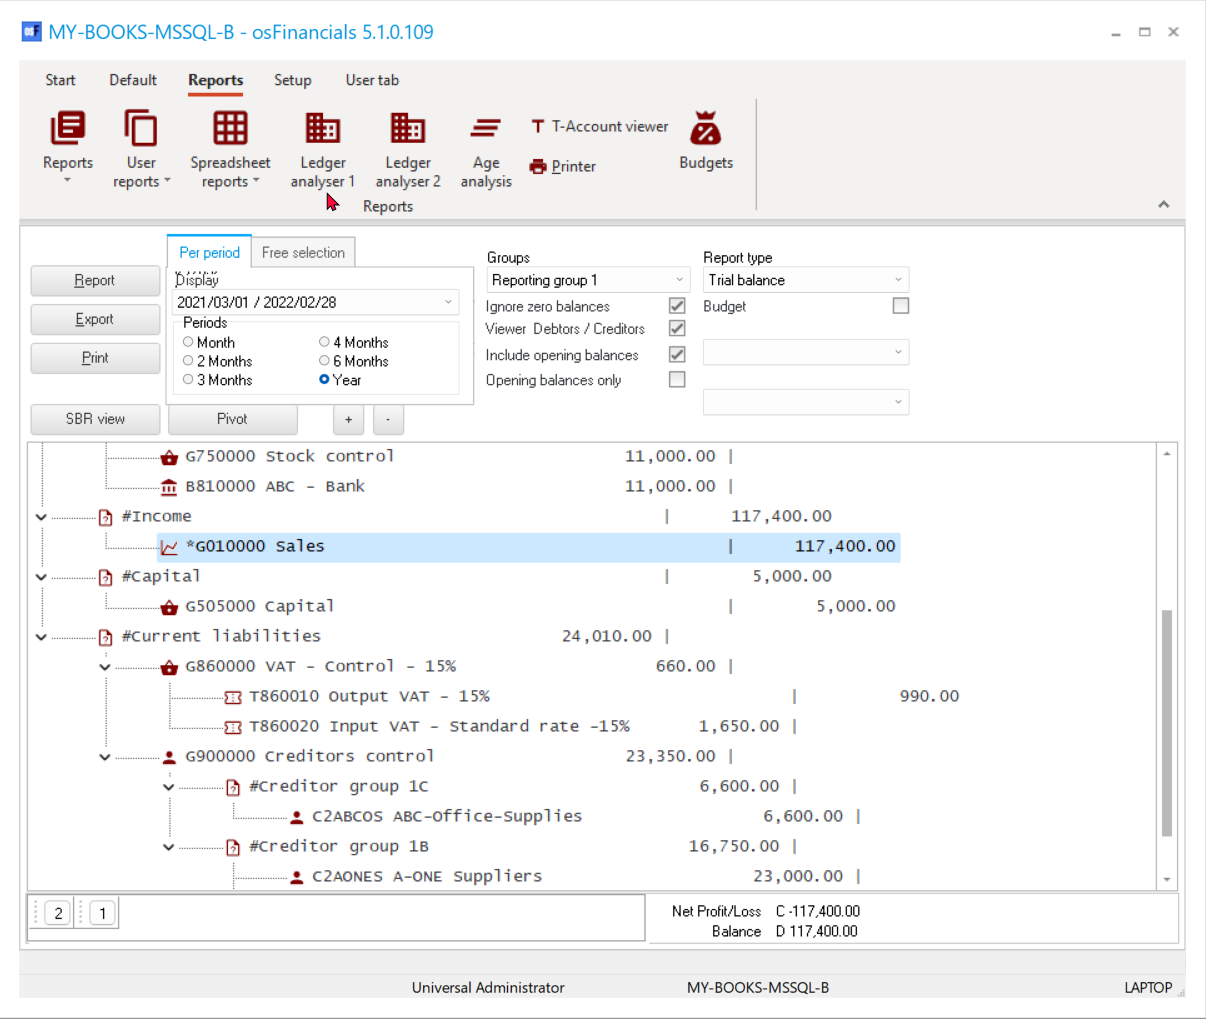 MY-BOOKS-MSSQL-B - osFinancials 5.1.0.109
Start Default Reports Setup User tab
Reports
User reports
Spreadsheet reports
Ledger analyser 1
Ledger analyser 2
Age analysis
T-Account viewer
Printer
Budgets
Reports
Per period Free selection
Report
Export
Print
Display
2021/03/01 / 2022/02/28
Periods
Month 4 Months
2 Months 6 Months
3 Months Year
Groups
Reporting group 1
Ignore zero balances
Viewer Debtors / Creditors
Include opening balances
Opening balances only
Report type
Trial balance
Budget
SBR view Pivot + -
G750000 Stock control 11,000.00 |
B810000 ABC - Bank 11,000.00 |
#Income | 117,400.00
*G010000 Sales | 117,400.00
#Capital | 5,000.00
G505000 Capital | 5,000.00
#Current liabilities 24,010.00 |
G860000 VAT - Control - 15% 660.00 |
T860010 Output VAT - 15% | 990.00
T860020 Input VAT - Standard rate -15% 1,650.00 |
G900000 Creditors control 23,350.00 |
#Creditor group 1C 6,600.00 |
C2ABCOS ABC-Office-Supplies 6,600.00 |
#Creditor group 1B 16,750.00 |
C2AONES A-ONE Suppliers 23,000.00 |
2 1
Net Profit/Loss C -117,400.00
Balance D 117,400.00
Universal Administrator MY-BOOKS-MSSQL-B LAPTOP